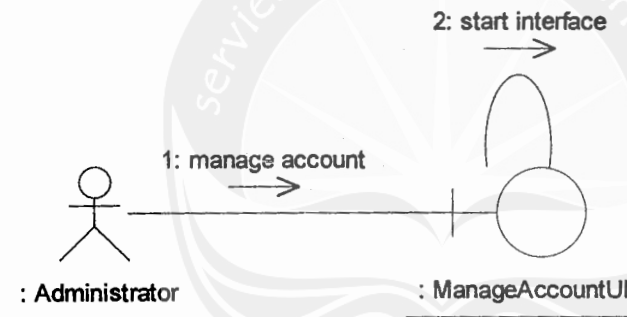 2: start interface
1: manage account
: Administrator
: ManageAccountUI